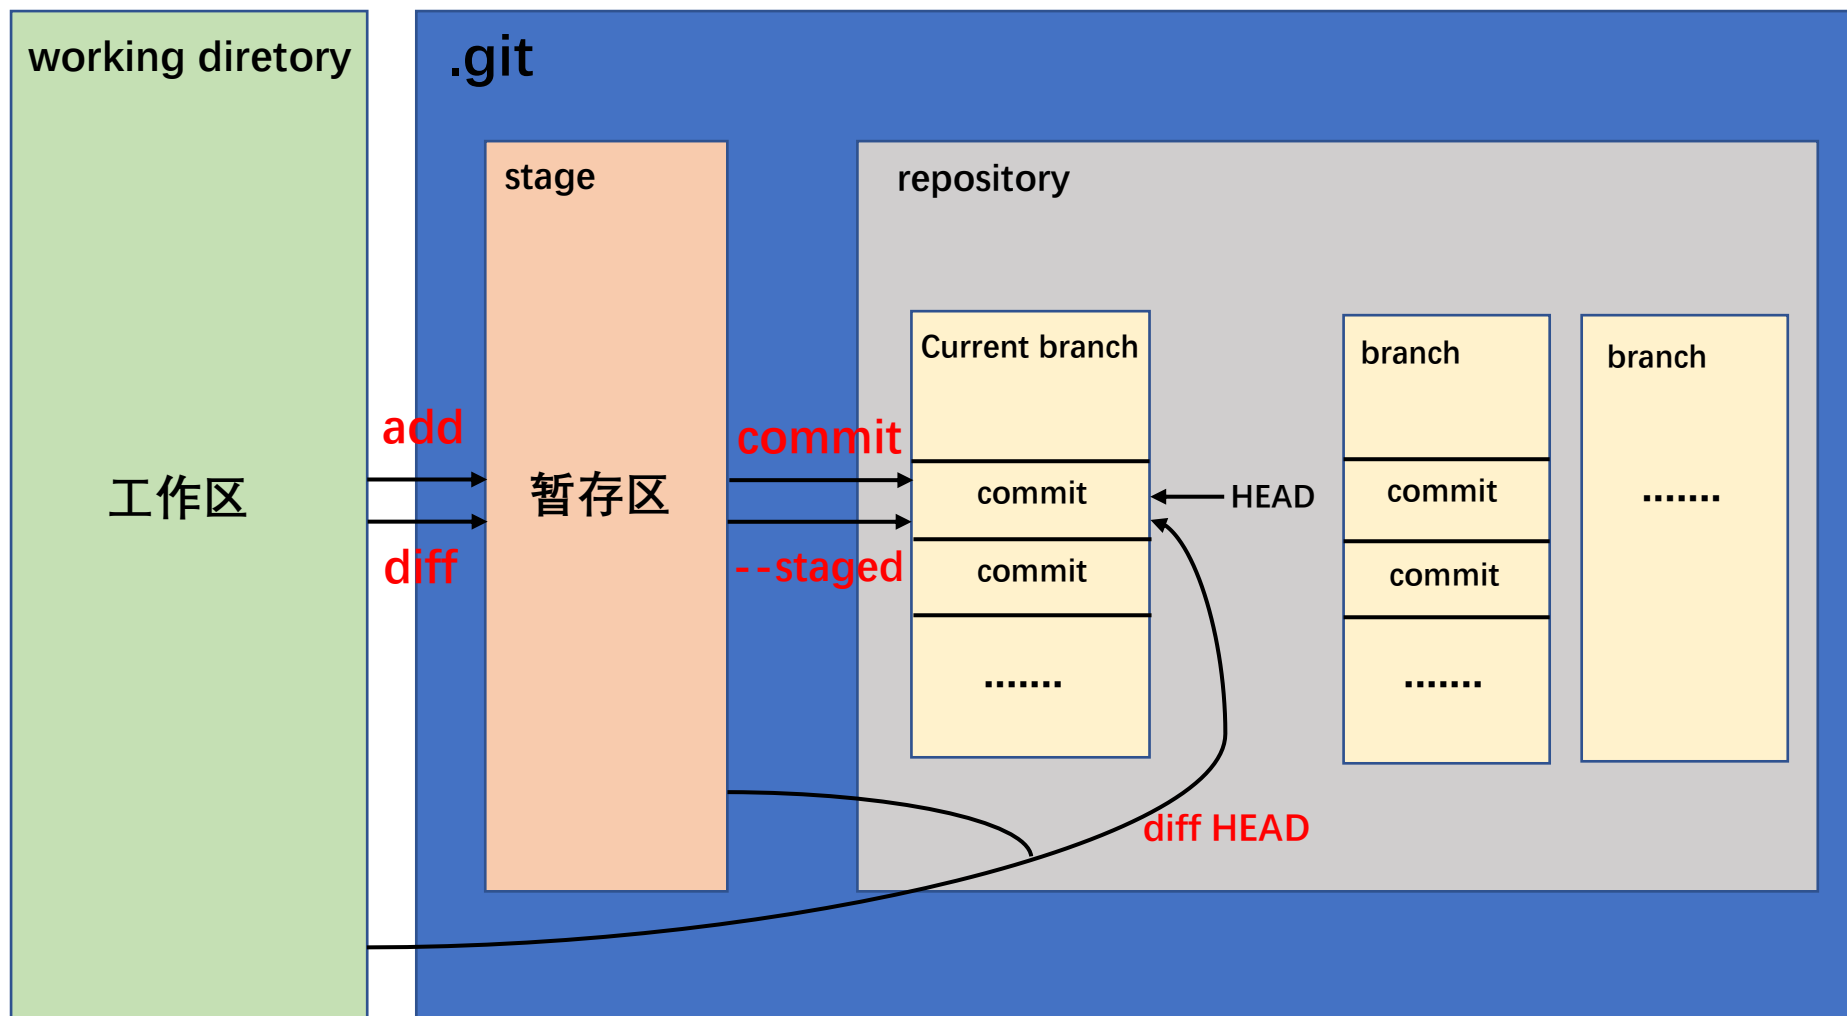 working diretory
.git
stage
repository
Current branch
branch
branch
add
commit
工作区
暂存区
commit
HEAD
commit
.......
diff
--staged
commit
commit
.......
.......
diff HEAD